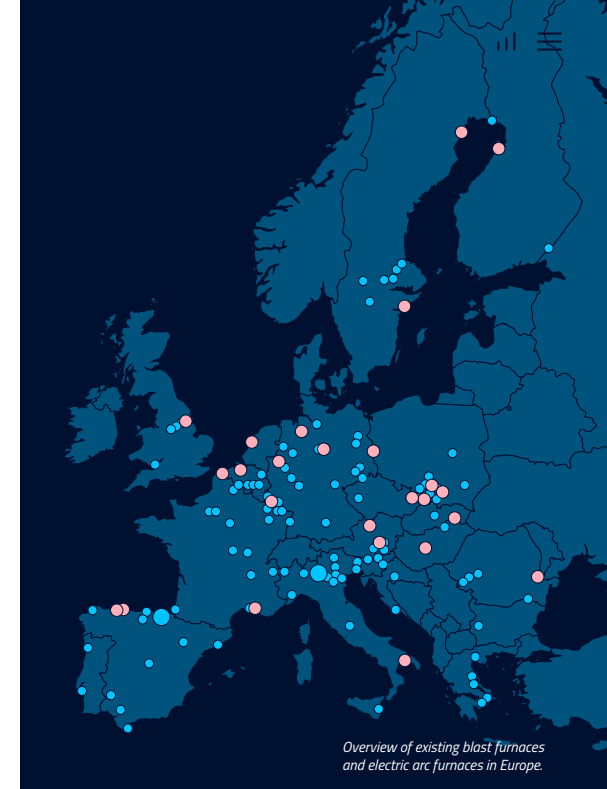 Overview of existing blast furnaces
and electric arc furnaces in Europe.